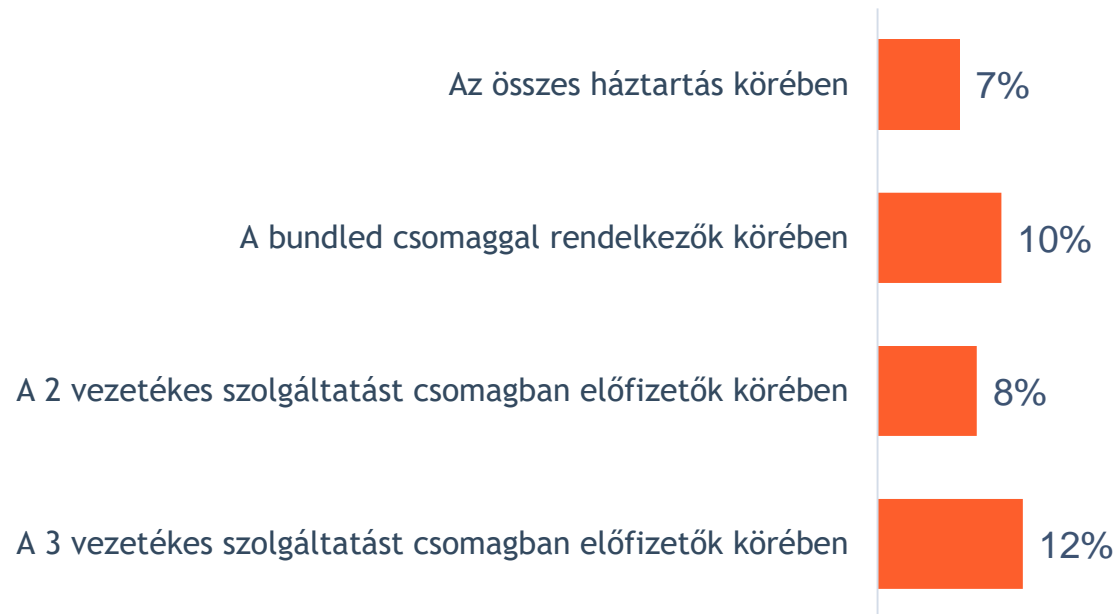 Az összes háztartás körében 7%
A bundled csomaggal rendelkezők körében 10%
A 2 vezetékes szolgáltatást csomagban előfizetők körében 8%
A 3 vezetékes szolgáltatást csomagban előfizetők körében 12%